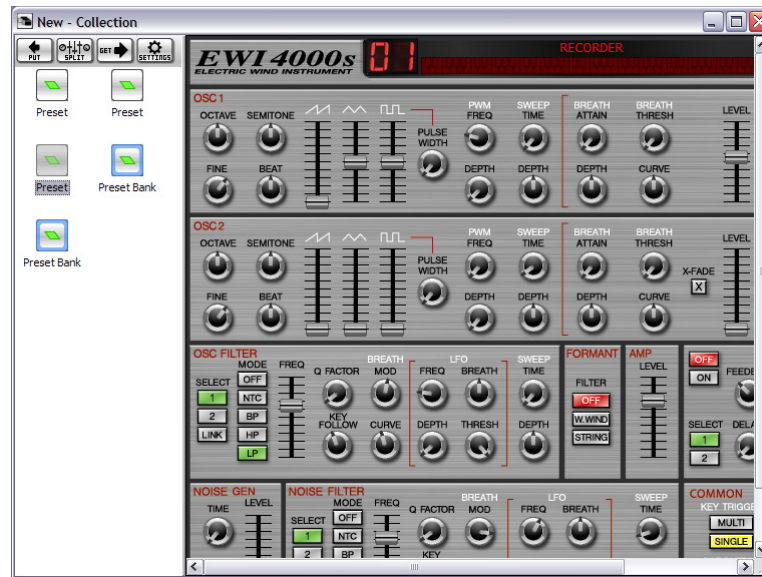 New - Collection
PUT SPLIT GET SETTINGS
Preset Preset
Preset Preset Bank
Preset Bank
EWI 4000s
ELECTRIC WIND INSTRUMENT
01
RECORDER
OSC 1
OCTAVE SEMITONE PULSE WIDTH PWM FREQ SWEEP TIME BREATH ATTAIN BREATH THRESH LEVEL
FINE BEAT DEPTH DEPTH DEPTH CURVE
OSC 2
OCTAVE SEMITONE PULSE WIDTH PWM FREQ SWEEP TIME BREATH ATTAIN BREATH THRESH X-FADE LEVEL
X
FINE BEAT DEPTH DEPTH DEPTH CURVE
OSC FILTER
SELECT MODE FREQ Q FACTOR BREATH MOD LFO FREQ BREATH SWEEP TIME
1 OFF
2 NTC
LINK BP
HP
LP
KEY FOLLOW CURVE DEPTH THRESH DEPTH
FORMANT
FILTER
OFF
W.WIND
STRING
AMP
LEVEL
OFF
ON
SELECT
1
2
NOISE GEN
TIME LEVEL
NOISE FILTER
SELECT MODE FREQ Q FACTOR BREATH MOD LFO FREQ BREATH SWEEP TIME
1 OFF
2 NTC
BP
KEY
COMMON
MULTI
SINGLE